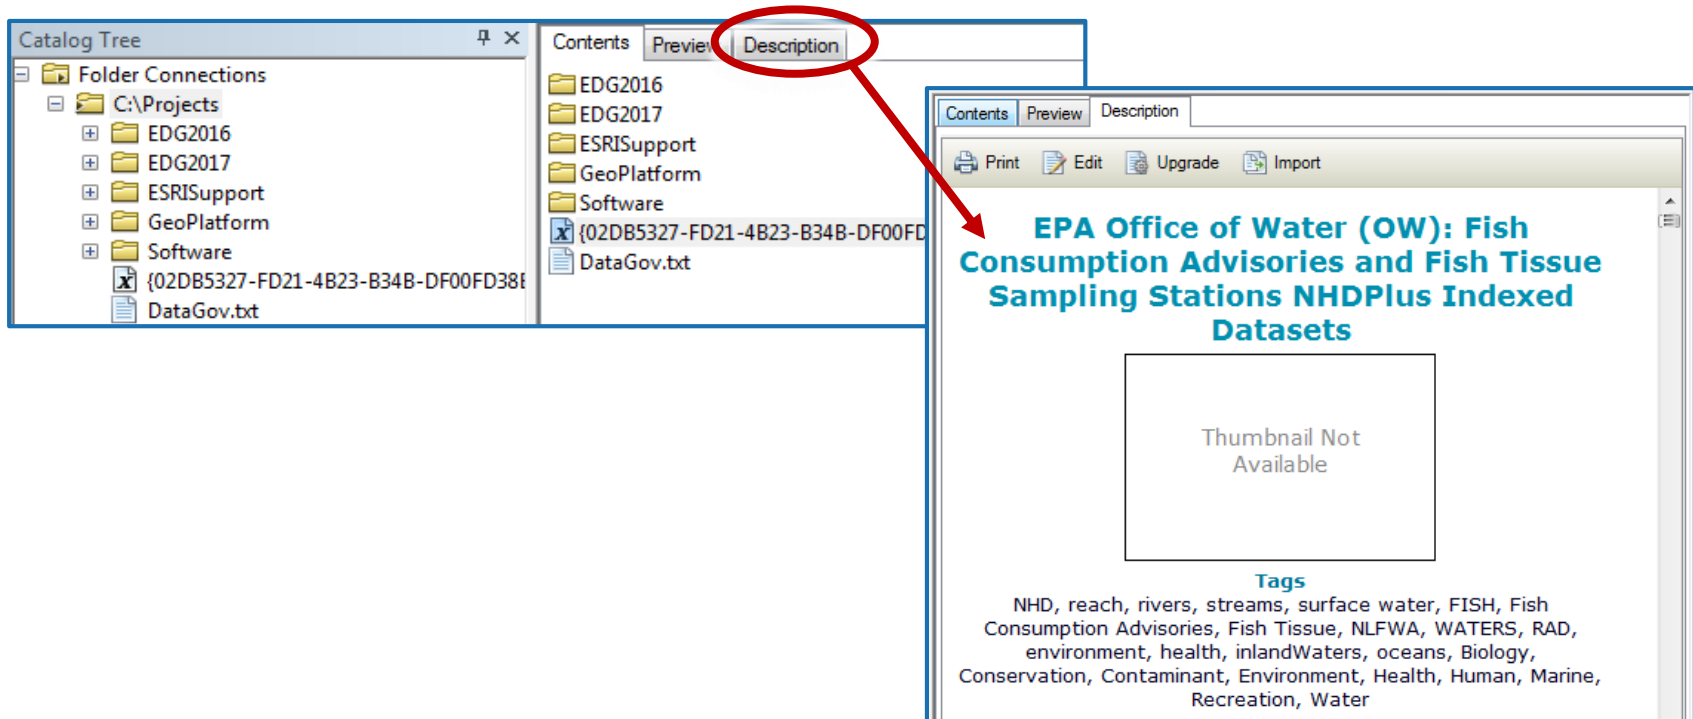 Catalog Tree
Folder Connections
C:\Projects
EDG2016
EDG2017
ESRISupport
GeoPlatform
Software
{02DB5327-FD21-4B23-B34B-DF00FD38
DataGov.txt
Contents Preview Description
EDG2016
EDG2017
ESRISupport
GeoPlatform
Software
{02DB5327-FD21-4B23-B34B-DF00FD
DataGov.txt
Contents Preview Description
Print Edit Upgrade Import
EPA Office of Water (OW): Fish
Consumption Advisories and Fish Tissue
Sampling Stations NHDPlus Indexed
Datasets
Thumbnail Not
Available
Tags
NHD, reach, rivers, streams, surface water, FISH, Fish
Consumption Advisories, Fish Tissue, NLFWA, WATERS, RAD,
environment, health, inlandWaters, oceans, Biology,
Conservation, Contaminant, Environment, Health, Human, Marine,
Recreation, Water